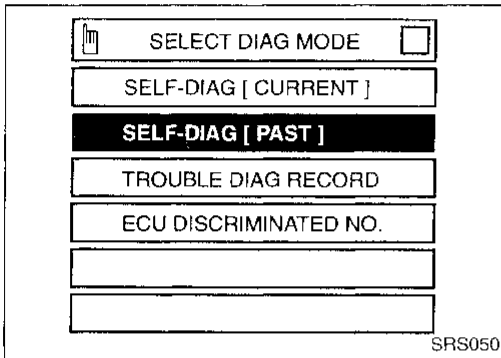 SELECT DIAG MODE
SELF-DIAG [ CURRENT ]
SELF-DIAG [ PAST ]
TROUBLE DIAG RECORD
ECU DISCRIMINATED NO.
SRS050